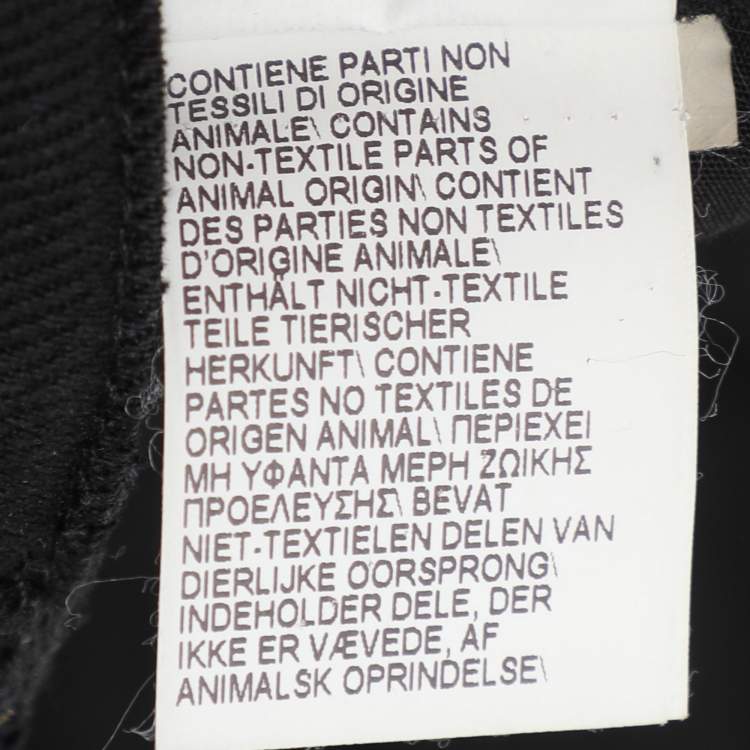 CONTIENE PARTI NON
TESSILI DI ORIGINE
ANIMALE\ CONTAINS
NON-TEXTILE PARTS OF
ANIMAL ORIGIN\ CONTIENT
DES PARTIES NON TEXTILES
D'ORIGINE ANIMALE\
ENTHÄLT NICHT-TEXTILE
TEILE TIERISCHER
HERKUNFT\ CONTIENE
PARTES NO TEXTILES DE
ORIGEN ANIMAL\ ΠΕΡΙΕΧΕΙ
ΜΗ ΥΦΑΝΤΑ ΜΕΡΗ ΖΩΙΚΗΣ
ΠΡΟΕΛΕΥΣΗΣ\ BEVAT
NIET-TEXTIELEN DELEN VAN
DIERLIJKE OORSPRONG\
INDEHOLDER DELE, DER
IKKE ER VÆVEDE, AF
ANIMALSK OPRINDELSE\